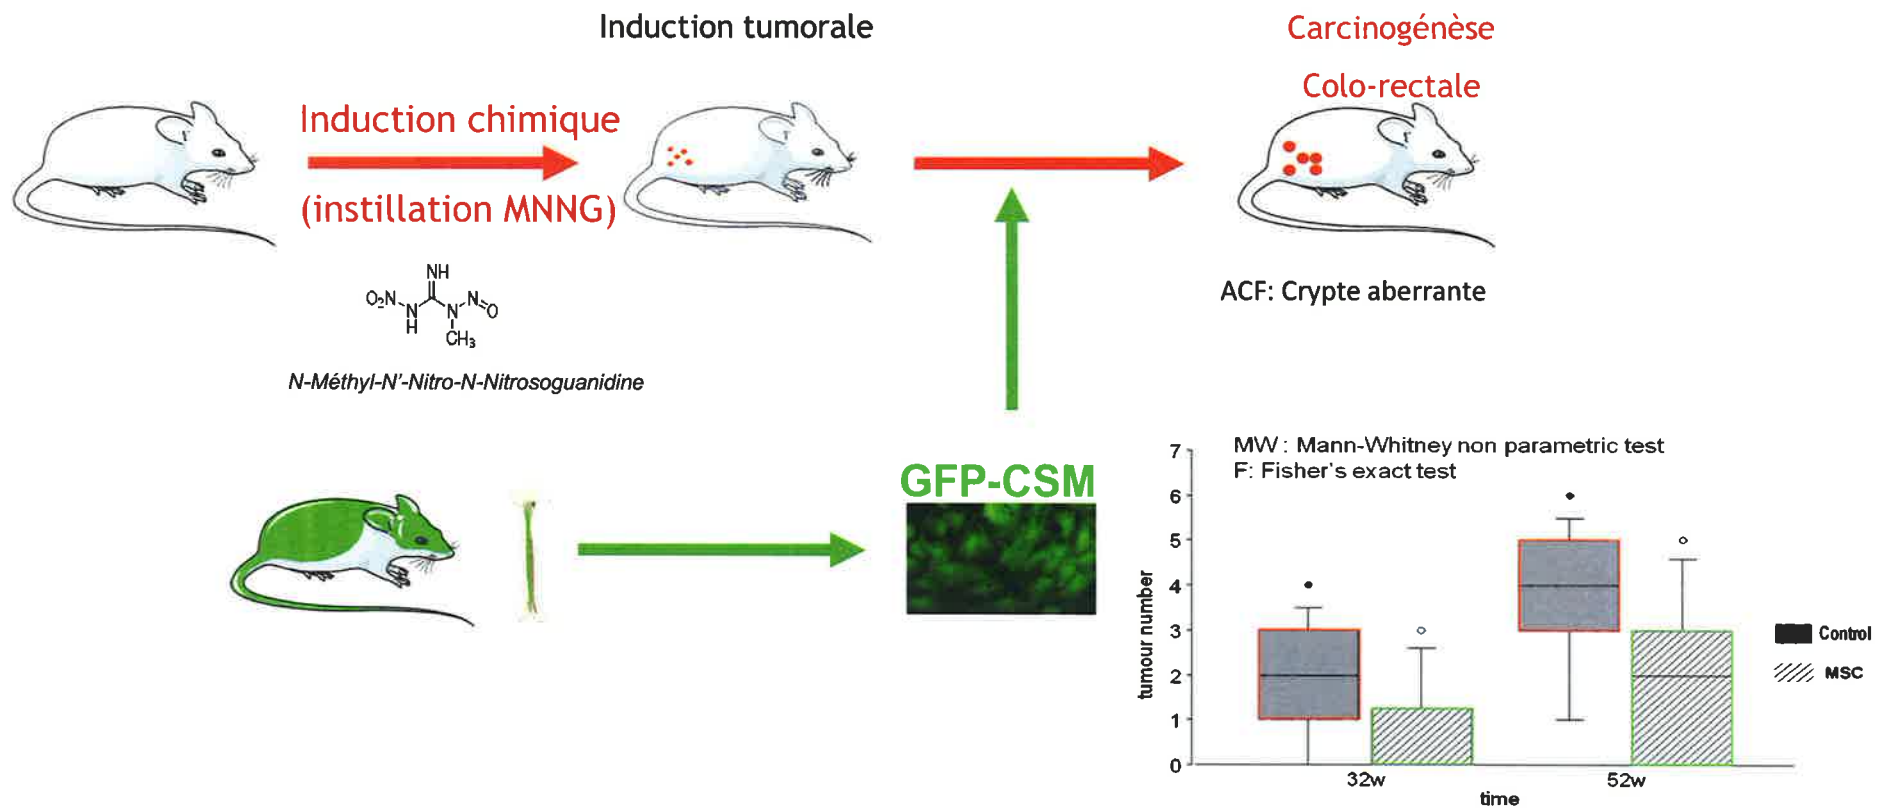 Induction tumorale
Carcinogénèse
Colo-rectale
Induction chimique
(instillation MNNG)
NH
O₂N
N
H
N
N
O
CH₃
N-Méthyl-N'-Nitro-N-Nitrosoguanidine
ACF: Crypte aberrante
GFP-CSM
MW : Mann-Whitney non parametric test
F: Fisher's exact test
tumour number
7
6
5
4
3
2
1
0
32w
52w
time
Control
MSC